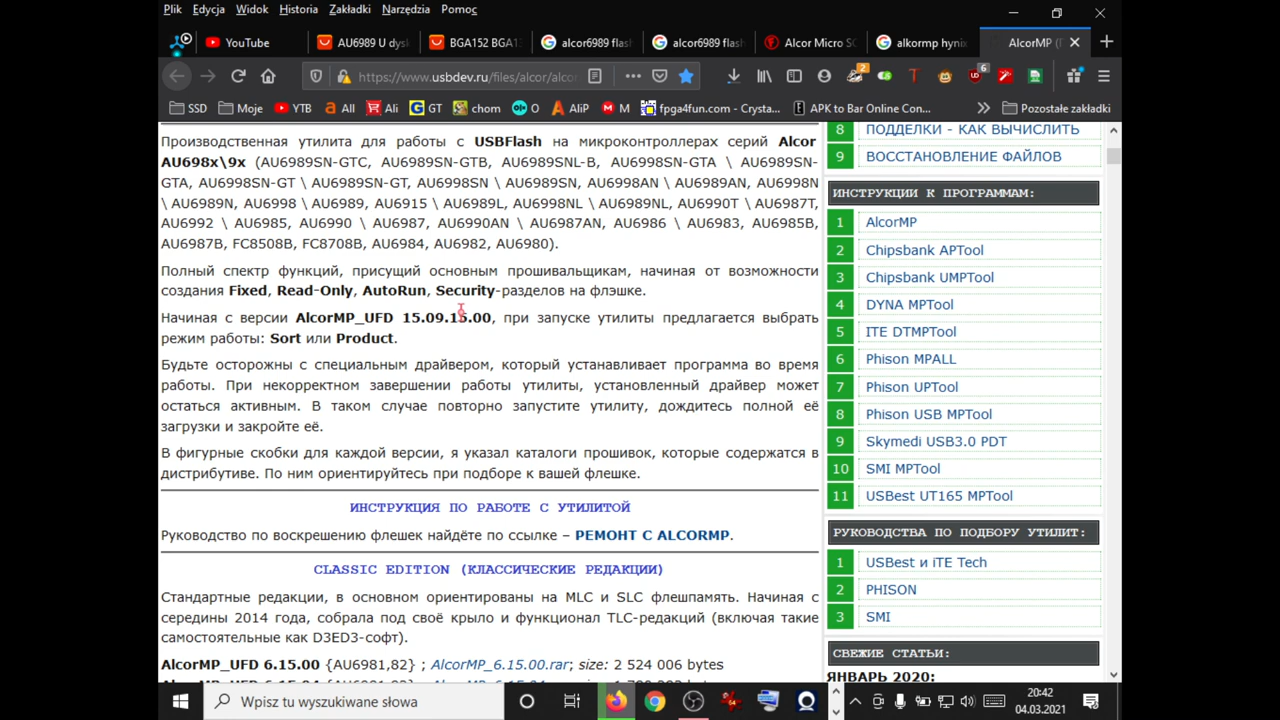 Plik Edycja Widok Historia Zakładki Narzędzia Pomoc
YouTube AU6989 U dysk BGA152 BGA13 alcor6989 flash alcor6989 flash Alcor Micro SC alkormp hynix AlcorMP (
https://www.usbdev.ru/files/alcor/alcor 6
SSD Moje YTB All Ali GT chom O AliP M fpga4fun.com - Crysta... APK to Bar Online Con... Pozostałe zakładki
Производственная утилита для работы с USBFlash на микроконтроллерах серий Alcor
AU698x\9x (AU6989SN-GTC, AU6989SN-GTB, AU6989SNL-B, AU6998SN-GTA \ AU6989SN-
GTA, AU6998SN-GT \ AU6989SN-GT, AU6998SN \ AU6989SN, AU6998AN \ AU6989AN, AU6998N
\ AU6989N, AU6998 \ AU6989, AU6915 \ AU6989L, AU6998NL \ AU6989NL, AU6990T \ AU6987T,
AU6992 \ AU6985, AU6990 \ AU6987, AU6990AN \ AU6987AN, AU6986 \ AU6983, AU6985B,
AU6987B, FC8508B, FC8708B, AU6984, AU6982, AU6980).
Полный спектр функций, присущий основным прошивальщикам, начиная от возможности
создания Fixed, Read-Only, AutoRun, Security-разделов на флэшке.
Начиная с версии AlcorMP_UFD 15.09.15.00, при запуске утилиты предлагается выбрать
режим работы: Sort или Product.
Будьте осторожны с специальным драйвером, который устанавливает программа во время
работы. При некорректном завершении работы утилиты, установленный драйвер может
остаться активным. В таком случае повторно запустите утилиту, дождитесь полной её
загрузки и закройте её.
В фигурные скобки для каждой версии, я указал каталоги прошивок, которые содержатся в
дистрибутиве. По ним ориентируйтесь при подборе к вашей флешке.
ИНСТРУКЦИЯ ПО РАБОТЕ С УТИЛИТОЙ
Руководство по воскрешению флешек найдёте по ссылке – РЕМОНТ С ALCORMP.
CLASSIC EDITION (КЛАССИЧЕСКИЕ РЕДАКЦИИ)
Стандартные редакции, в основном ориентированы на MLC и SLC флешпамять. Начиная с
середины 2014 года, собрала под своё крыло и функционал TLC-редакций (включая такие
самостоятельные как D3ED3-софт).
AlcorMP_UFD 6.15.00 {AU6981,82} ; AlcorMP_6.15.00.rar; size: 2 524 006 bytes
8 ПОДДЕЛКИ - КАК ВЫЧИСЛИТЬ
9 ВОССТАНОВЛЕНИЕ ФАЙЛОВ
ИНСТРУКЦИИ К ПРОГРАММАМ:
1 AlcorMP
2 Chipsbank APTool
3 Chipsbank UMPTool
4 DYNA MPTool
5 ITE DTMPTool
6 Phison MPALL
7 Phison UPTool
8 Phison USB MPTool
9 Skymedi USB3.0 PDT
10 SMI MPTool
11 USBest UT165 MPTool
РУКОВОДСТВА ПО ПОДБОРУ УТИЛИТ:
1 USBest и iTE Tech
2 PHISON
3 SMI
СВЕЖИЕ СТАТЬИ:
ЯНВАРЬ 2020:
Wpisz tu wyszukiwane słowa
20:42
04.03.2021